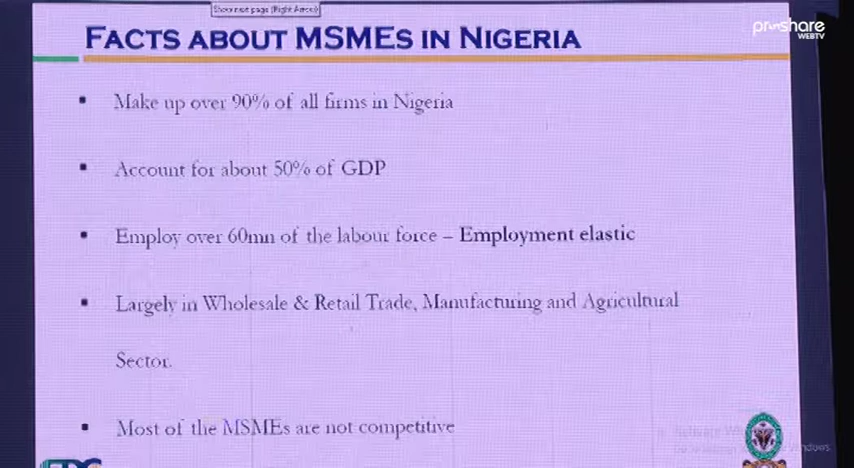 Show next page (Right Arrow)
proshare
WEBTV
FACTS ABOUT MSMES IN NIGERIA
▪ Make up over 90% of all firms in Nigeria
▪ Account for about 50% of GDP
▪ Employ over 60mn of the labour force – Employment elastic
▪ Largely in Wholesale & Retail Trade, Manufacturing and Agricultural
Sector.
▪ Most of the MSMEs are not competitive
Windows